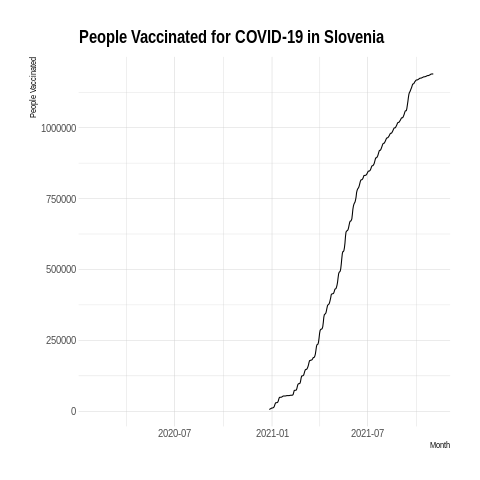 People Vaccinated for COVID-19 in Slovenia
People Vaccinated
1000000
750000
500000
250000
0
2020-07
2021-01
2021-07
Month